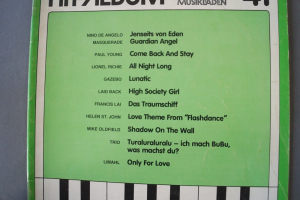 HITALBUM
MUSIKLADEN
41
NINO DE ANGELO Jenseits von Eden
MASQUERADE Guardian Angel
PAUL YOUNG Come Back And Stay
LIONEL RICHIE All Night Long
GAZEBO Lunatic
LAID BACK High Society Girl
FRANCIS LAI Das Traumschiff
HELEN ST. JOHN Love Theme From "Flashdance"
MIKE OLDFIELD Shadow On The Wall
TRIO Turaluraluralu – ich mach BuBu,
was machst du?
LIMAHL Only For Love